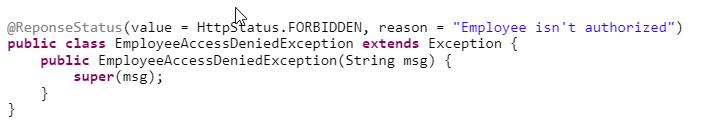 @ReponseStatus(value = HttpStatus.FORBIDDEN, reason = "Employee isn't authorized")
public class EmployeeAccessDeniedException extends Exception {
    public EmployeeAccessDeniedException(String msg) {
        super(msg);
    }
}